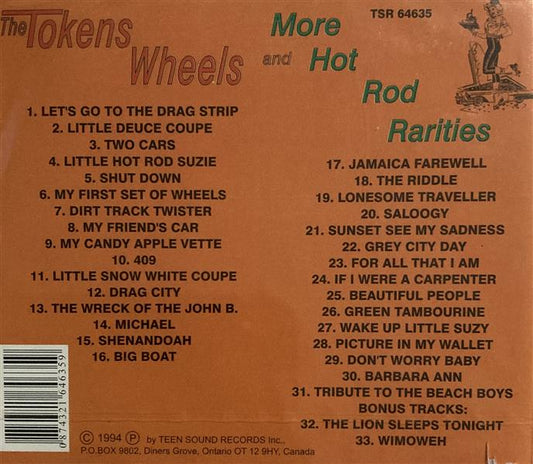 The Tokens
Wheels
More
and Hot
Rod
Rarities
TSR 64635
1. LET'S GO TO THE DRAG STRIP
2. LITTLE DEUCE COUPE
3. TWO CARS
4. LITTLE HOT ROD SUZIE
5. SHUT DOWN
6. MY FIRST SET OF WHEELS
7. DIRT TRACK TWISTER
8. MY FRIEND'S CAR
9. MY CANDY APPLE VETTE
10. 409
11. LITTLE SNOW WHITE COUPE
12. DRAG CITY
13. THE WRECK OF THE JOHN B.
14. MICHAEL
15. SHENANDOAH
16. BIG BOAT
17. JAMAICA FAREWELL
18. THE RIDDLE
19. LONESOME TRAVELLER
20. SALOOGY
21. SUNSET SEE MY SADNESS
22. GREY CITY DAY
23. FOR ALL THAT I AM
24. IF I WERE A CARPENTER
25. BEAUTIFUL PEOPLE
26. GREEN TAMBOURINE
27. WAKE UP LITTLE SUZY
28. PICTURE IN MY WALLET
29. DON'T WORRY BABY
30. BARBARA ANN
31. TRIBUTE TO THE BEACH BOYS
BONUS TRACKS:
32. THE LION SLEEPS TONIGHT
33. WIMOWEH
0 874321 646359
© 1994 ℗ by TEEN SOUND RECORDS Inc.,
P.O.BOX 9802, Diners Grove, Ontario OT 12 9HY, Canada